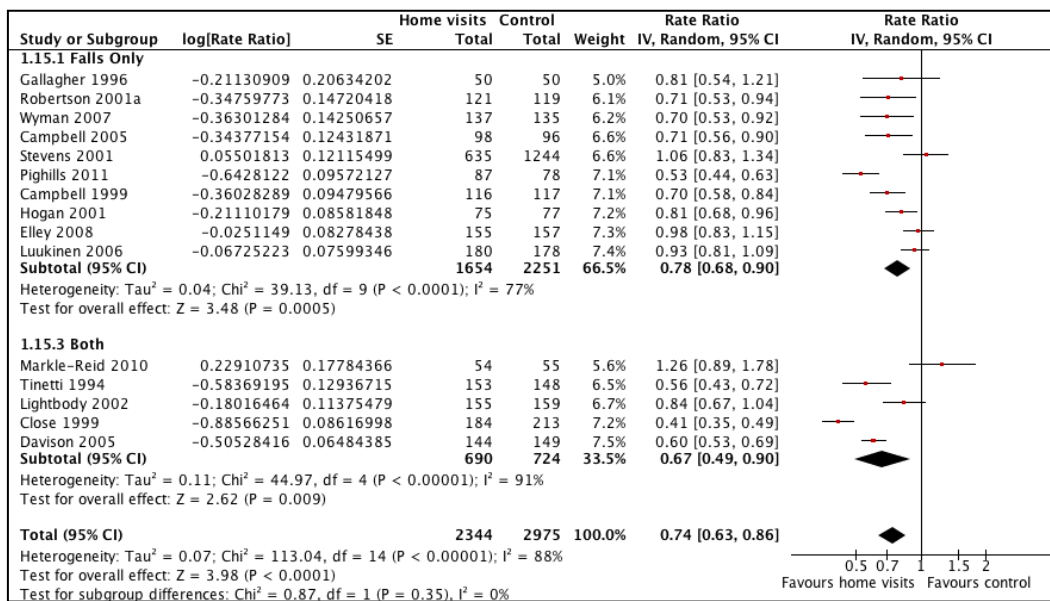 Home visits Control Rate Ratio Rate Ratio
Study or Subgroup log[Rate Ratio] SE Total Total Weight IV, Random, 95% CI IV, Random, 95% CI
1.15.1 Falls Only
Gallagher 1996 -0.21130909 0.20634202 50 50 5.0% 0.81 [0.54, 1.21]
Robertson 2001a -0.34759773 0.14720418 121 119 6.1% 0.71 [0.53, 0.94]
Wyman 2007 -0.36301284 0.14250657 137 135 6.2% 0.70 [0.53, 0.92]
Campbell 2005 -0.34377154 0.12431871 98 96 6.6% 0.71 [0.56, 0.90]
Stevens 2001 0.05501813 0.12115499 635 1244 6.6% 1.06 [0.83, 1.34]
Pighills 2011 -0.6428122 0.09572127 87 78 7.1% 0.53 [0.44, 0.63]
Campbell 1999 -0.36028289 0.09479566 116 117 7.1% 0.70 [0.58, 0.84]
Hogan 2001 -0.21110179 0.08581848 75 77 7.2% 0.81 [0.68, 0.96]
Elley 2008 -0.0251149 0.08278438 155 157 7.3% 0.98 [0.83, 1.15]
Luukinen 2006 -0.06725223 0.07599346 180 178 7.4% 0.93 [0.81, 1.09]
Subtotal (95% CI) 1654 2251 66.5% 0.78 [0.68, 0.90]
Heterogeneity: Tau² = 0.04; Chi² = 39.13, df = 9 (P < 0.0001); I² = 77%
Test for overall effect: Z = 3.48 (P = 0.0005)
1.15.3 Both
Markle-Reid 2010 0.22910735 0.17784366 54 55 5.6% 1.26 [0.89, 1.78]
Tinetti 1994 -0.58369195 0.12936715 153 148 6.5% 0.56 [0.43, 0.72]
Lightbody 2002 -0.18016464 0.11375479 155 159 6.7% 0.84 [0.67, 1.04]
Close 1999 -0.88566251 0.08616998 184 213 7.2% 0.41 [0.35, 0.49]
Davison 2005 -0.50528416 0.06484385 144 149 7.5% 0.60 [0.53, 0.69]
Subtotal (95% CI) 690 724 33.5% 0.67 [0.49, 0.90]
Heterogeneity: Tau² = 0.11; Chi² = 44.97, df = 4 (P < 0.00001); I² = 91%
Test for overall effect: Z = 2.62 (P = 0.009)
Total (95% CI) 2344 2975 100.0% 0.74 [0.63, 0.86]
Heterogeneity: Tau² = 0.07; Chi² = 113.04, df = 14 (P < 0.00001); I² = 88%
Test for overall effect: Z = 3.98 (P < 0.0001)
Test for subgroup differences: Chi² = 0.87, df = 1 (P = 0.35), I² = 0%
0.5 0.7 1 1.5 2
Favours home visits Favours control